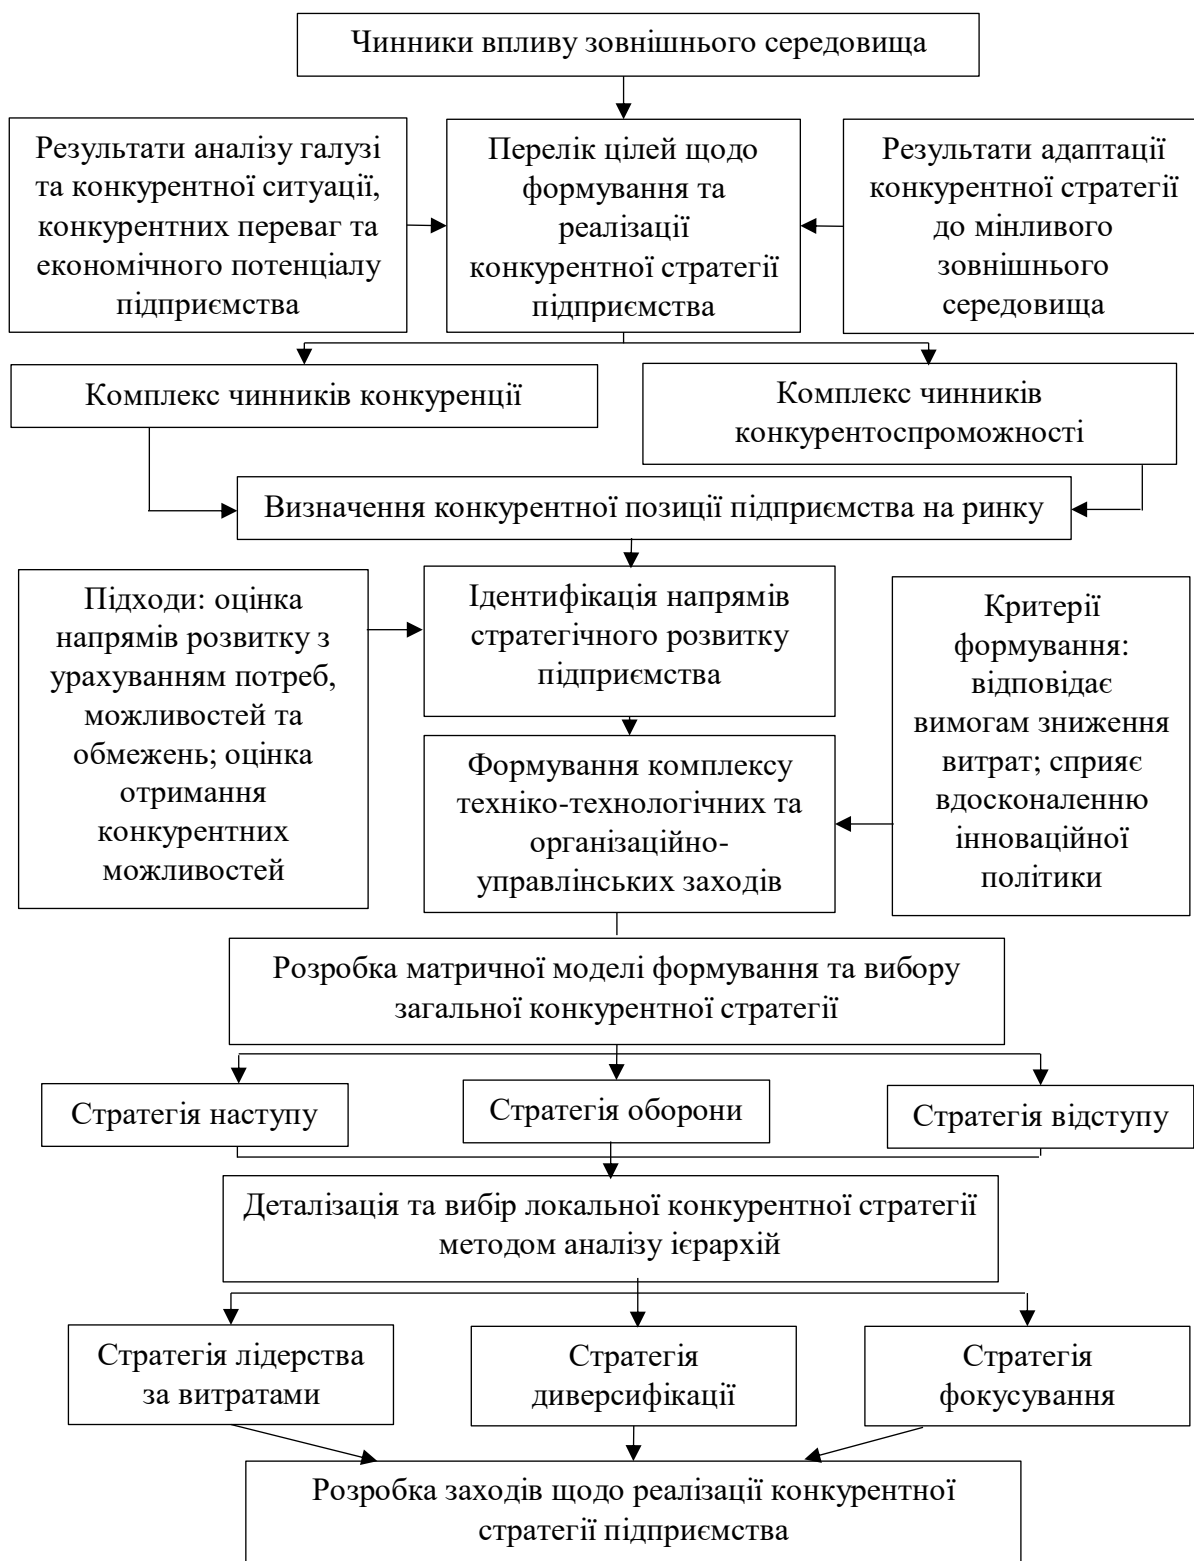 Чинники впливу зовнішнього середовища
Результати аналізу галузі
та конкурентної ситуації,
конкурентних переваг та
економічного потенціалу
підприємства
Перелік цілей щодо
формування та
реалізації
конкурентної стратегії
підприємства
Результати адаптації
конкурентної стратегії
до мінливого
зовнішнього
середовища
Комплекс чинників конкуренції
Комплекс чинників
конкурентоспроможності
Визначення конкурентної позиції підприємства на ринку
Підходи: оцінка
напрямів розвитку з
урахуванням потреб,
можливостей та
обмежень; оцінка
отримання
конкурентних
можливостей
Ідентифікація напрямів
стратегічного розвитку
підприємства
Критерії
формування:
відповідає
вимогам зниження
витрат; сприяє
вдосконаленню
інноваційної
політики
Формування комплексу
техніко-технологічних та
організаційно-
управлінських заходів
Розробка матричної моделі формування та вибору
загальної конкурентної стратегії
Стратегія наступу
Стратегія оборони
Стратегія відступу
Деталізація та вибір локальної конкурентної стратегії
методом аналізу ієрархій
Стратегія лідерства
за витратами
Стратегія
диверсифікації
Стратегія
фокусування
Розробка заходів щодо реалізації конкурентної
стратегії підприємства